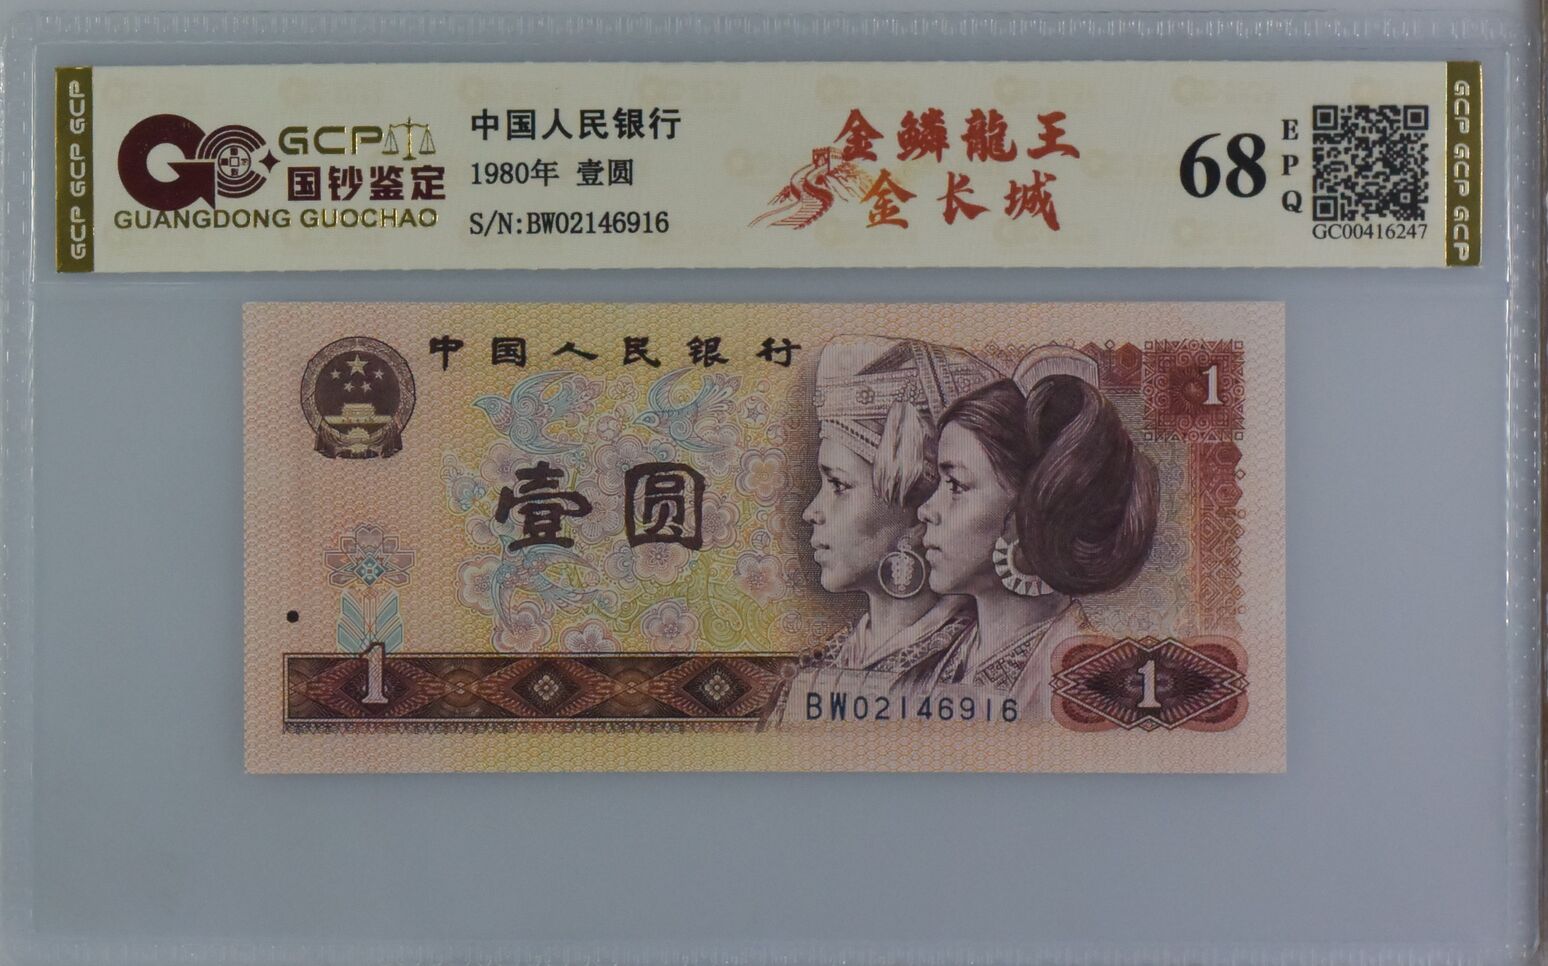 GCP GCP GCP
GCP
国钞鉴定
GUANGDONG GUOCHAO
中国人民银行
1980年 壹圆
S/N:BW02146916
金鳞龍王
金长城
68
EPQ
GC00416247
GCP GCP GCP
中国人民银行
1
壹圆
1
BW02146916
1